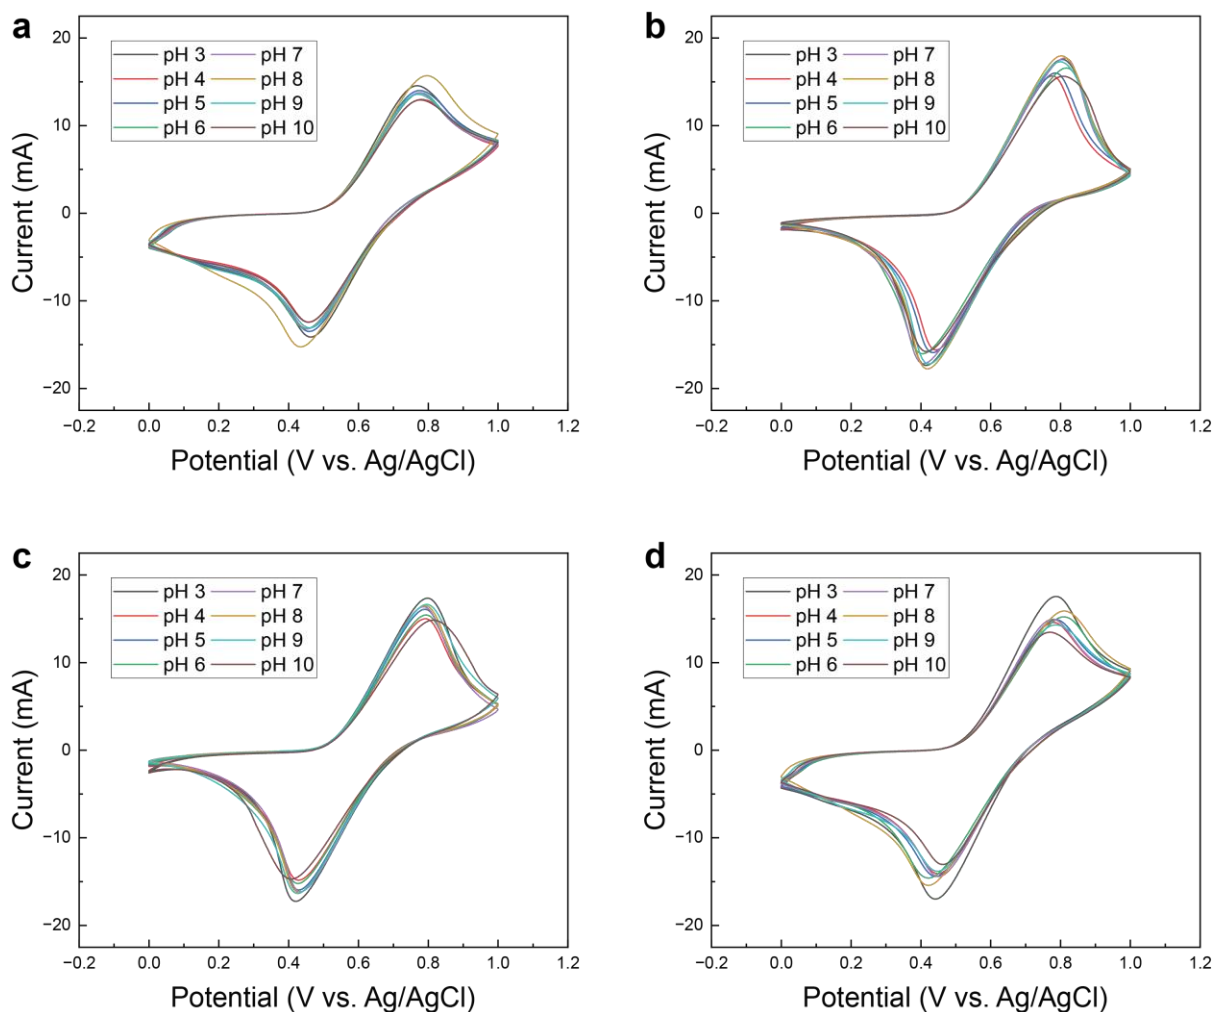 a
20
10
0
−10
−20
Current (mA)
pH 3 pH 7
pH 4 pH 8
pH 5 pH 9
pH 6 pH 10
−0.2 0.0 0.2 0.4 0.6 0.8 1.0 1.2
Potential (V vs. Ag/AgCl)
b
20
10
0
−10
−20
Current (mA)
pH 3 pH 7
pH 4 pH 8
pH 5 pH 9
pH 6 pH 10
−0.2 0.0 0.2 0.4 0.6 0.8 1.0 1.2
Potential (V vs. Ag/AgCl)
c
20
10
0
−10
−20
Current (mA)
pH 3 pH 7
pH 4 pH 8
pH 5 pH 9
pH 6 pH 10
−0.2 0.0 0.2 0.4 0.6 0.8 1.0 1.2
Potential (V vs. Ag/AgCl)
d
20
10
0
−10
−20
Current (mA)
pH 3 pH 7
pH 4 pH 8
pH 5 pH 9
pH 6 pH 10
−0.2 0.0 0.2 0.4 0.6 0.8 1.0 1.2
Potential (V vs. Ag/AgCl)